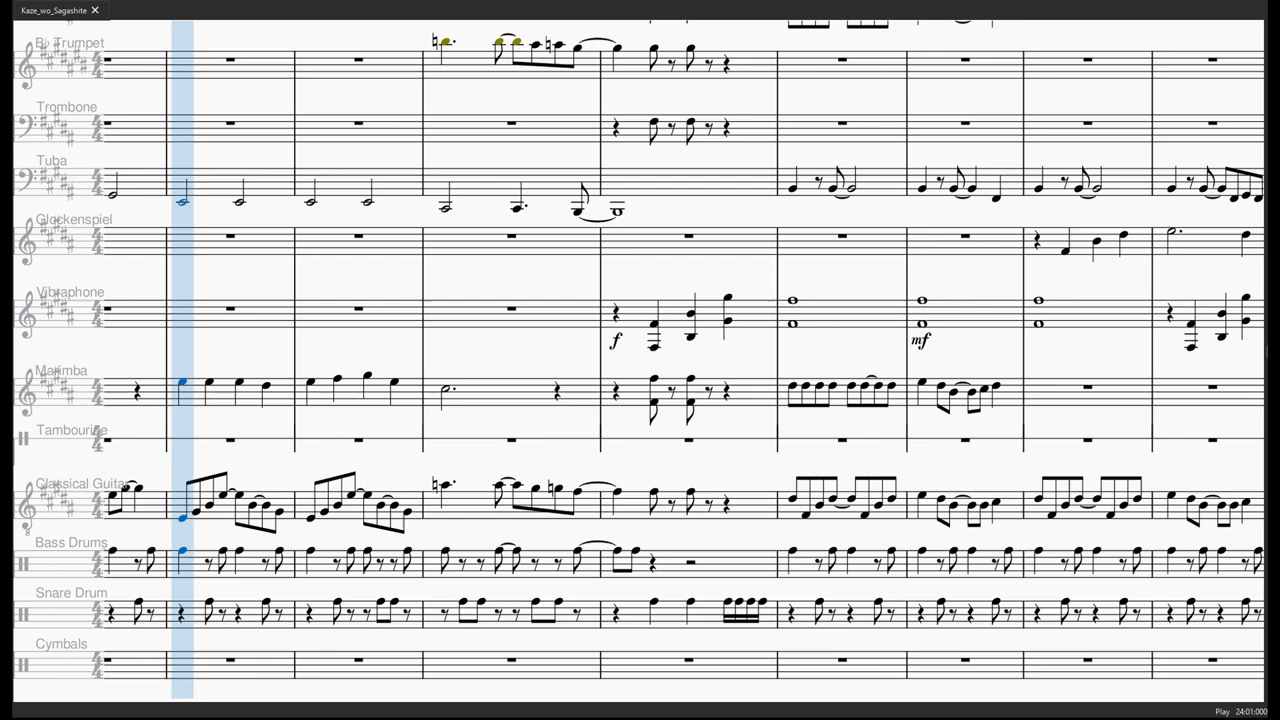 Kaze_wo_Sagashite
B♭ Trumpet
Trombone
Tuba
Glockenspiel
Vibraphone
f
mf
Marimba
Tambourine
Classical Guitar
8
Bass Drums
Snare Drum
Cymbals
Play 24:01:000